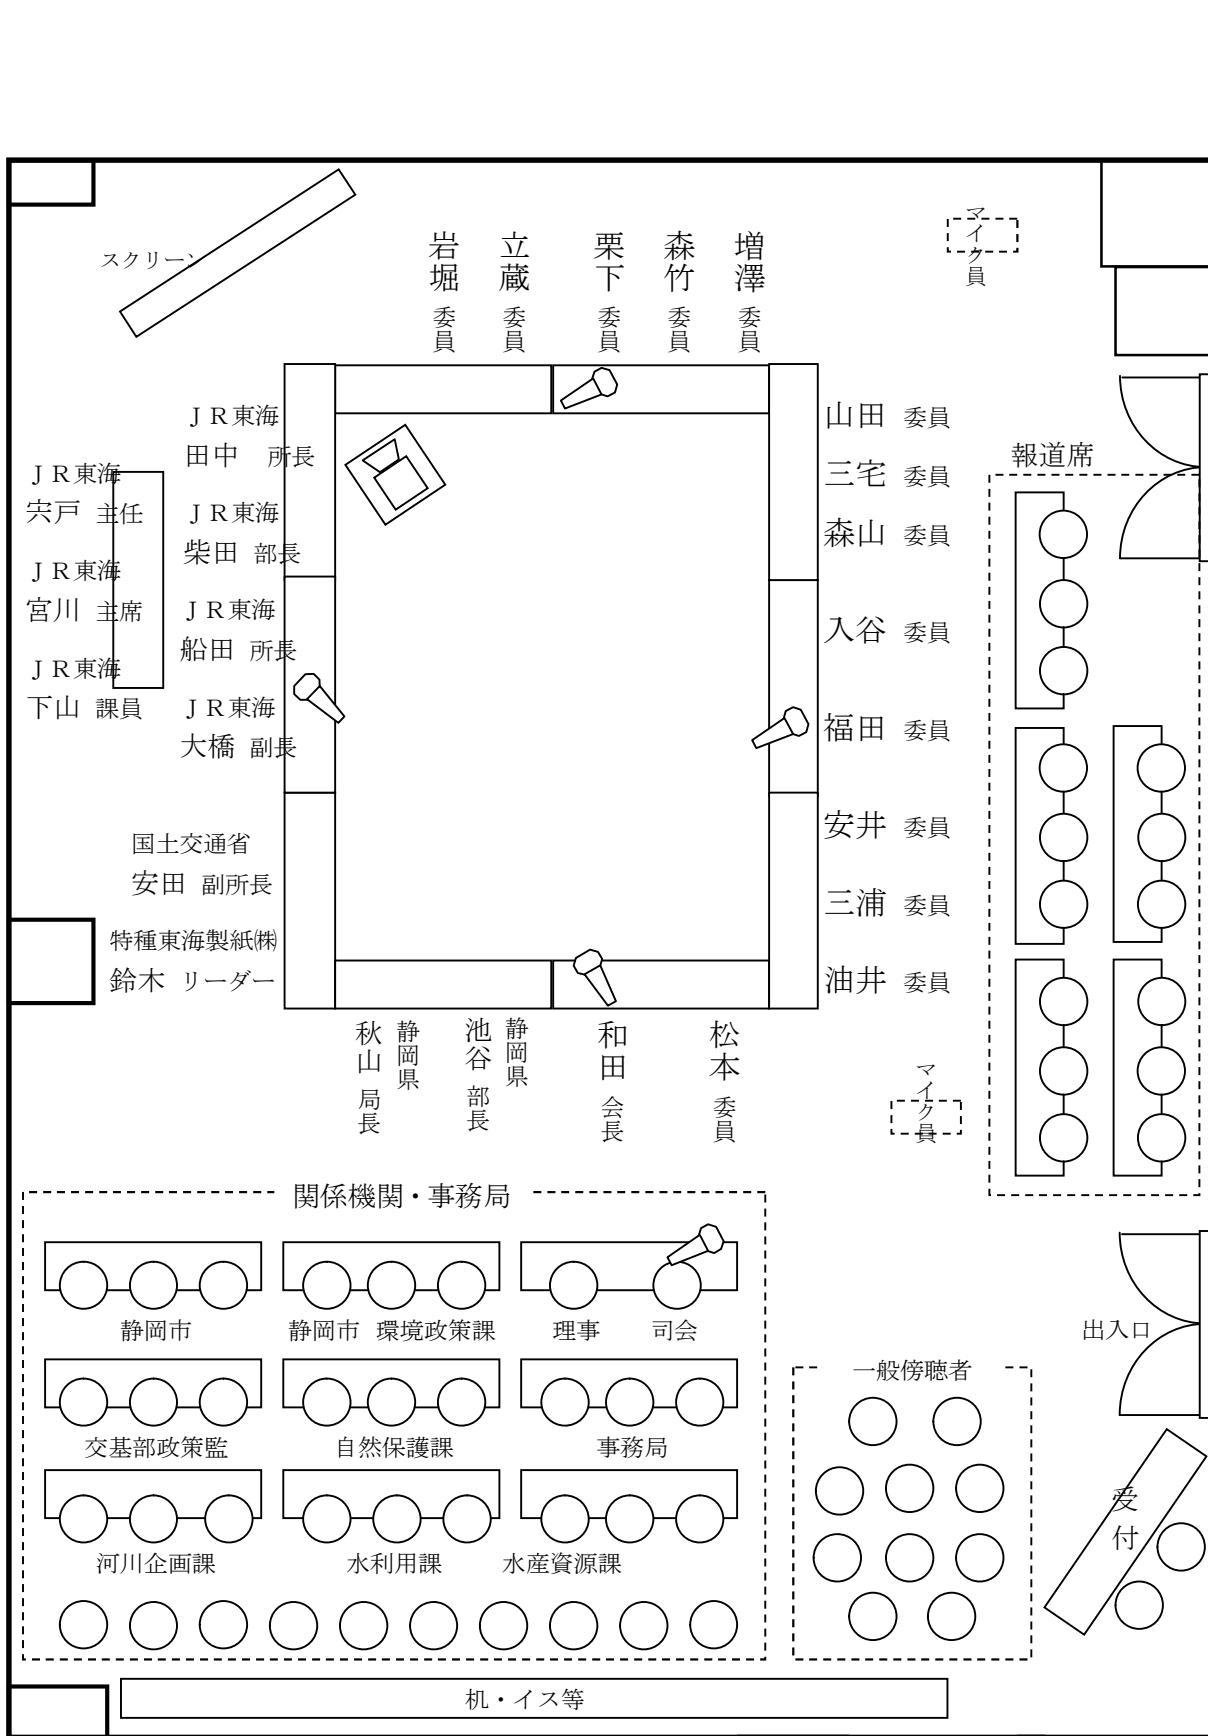 スクリーン
岩堀 委員
立蔵 委員
栗下 委員
森竹 委員
増澤 委員
マイク員
ＪＲ東海
田中 所長
ＪＲ東海
柴田 部長
ＪＲ東海
船田 所長
ＪＲ東海
大橋 副長
ＪＲ東海
宍戸 主任
ＪＲ東海
宮川 主席
ＪＲ東海
下山 課員
国土交通省
安田 副所長
特種東海製紙㈱
鈴木 リーダー
山田 委員
三宅 委員
森山 委員
入谷 委員
福田 委員
安井 委員
三浦 委員
油井 委員
報道席
静岡県
秋山 局長
静岡県
池谷 部長
和田 会長
松本 委員
マイク員
関係機関・事務局
静岡市
静岡市 環境政策課
理事
司会
交基部政策監
自然保護課
事務局
河川企画課
水利用課
水産資源課
一般傍聴者
出入口
受付
机・イス等